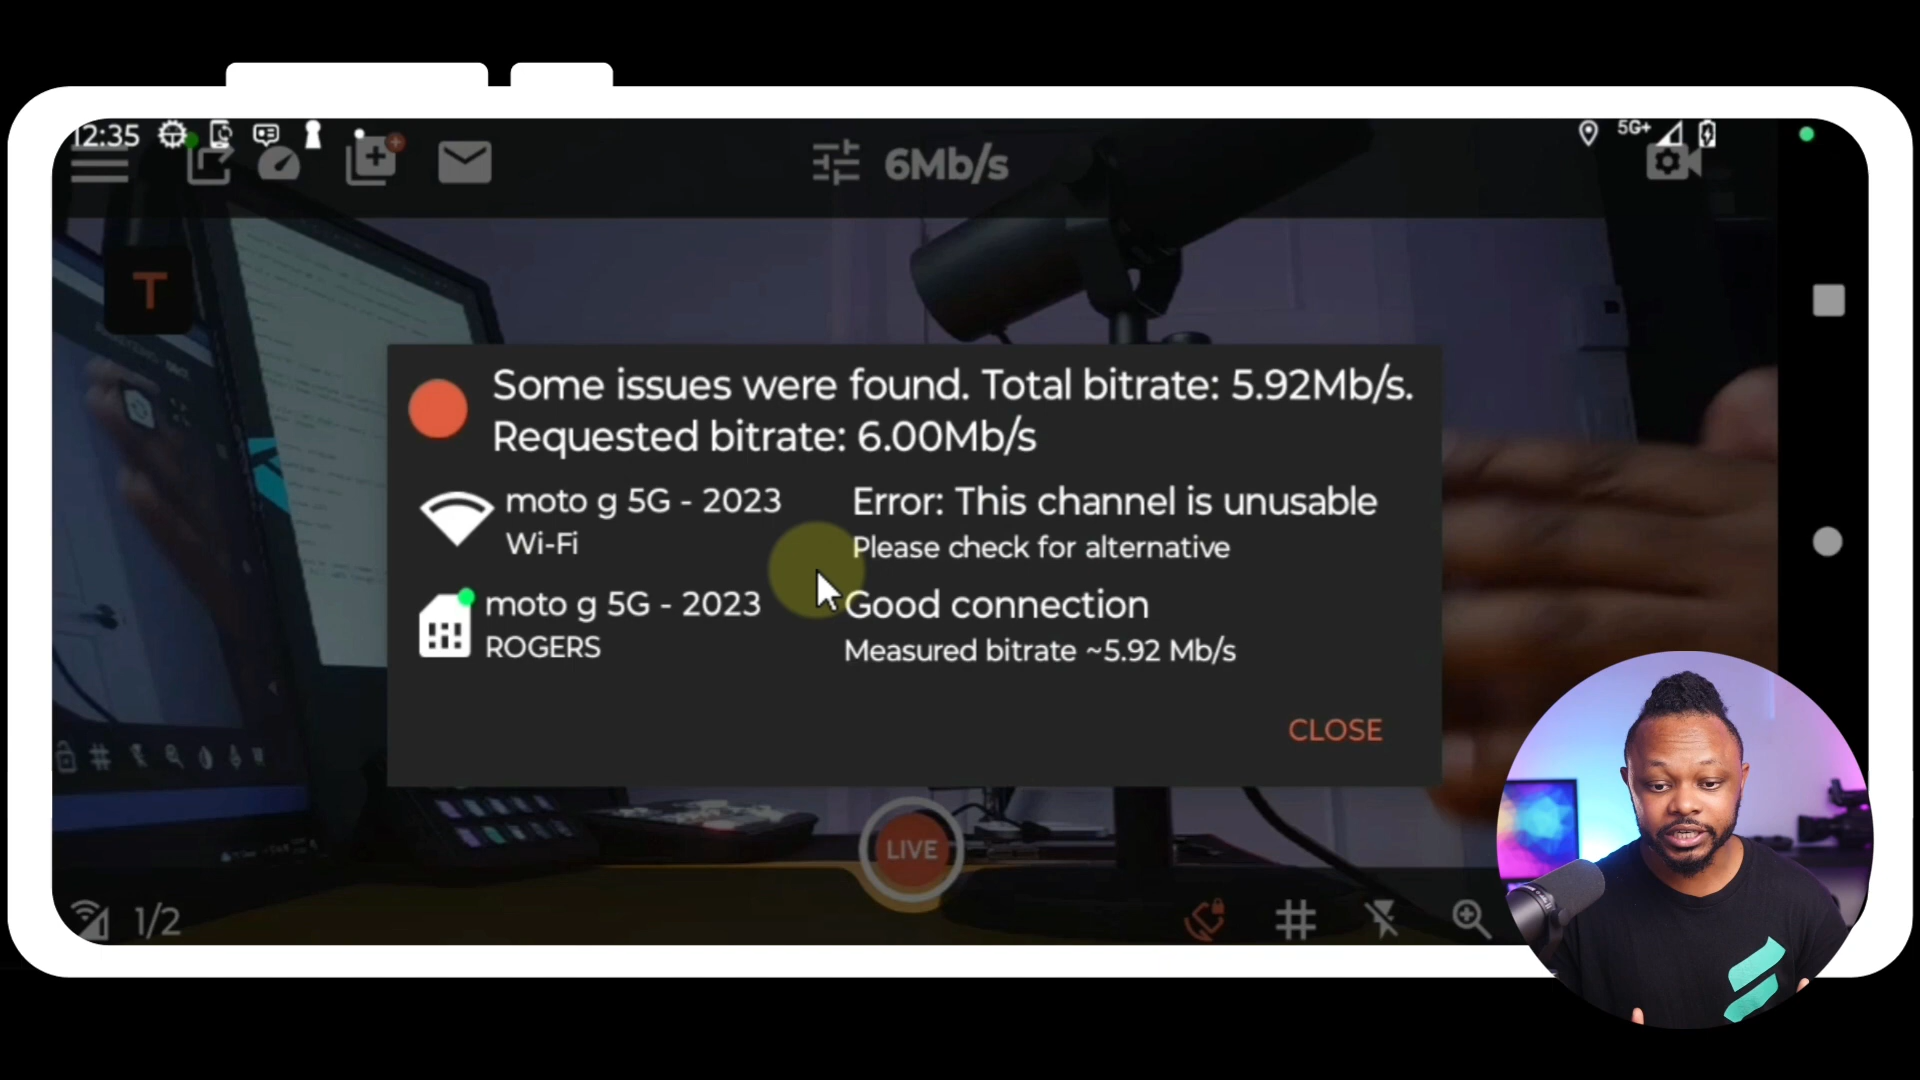 12:35
5G+
6Mb/s
T
Some issues were found. Total bitrate: 5.92Mb/s.
Requested bitrate: 6.00Mb/s
moto g 5G - 2023
Wi-Fi
Error: This channel is unusable
Please check for alternative
moto g 5G - 2023
ROGERS
Good connection
Measured bitrate ~5.92 Mb/s
CLOSE
LIVE
1/2